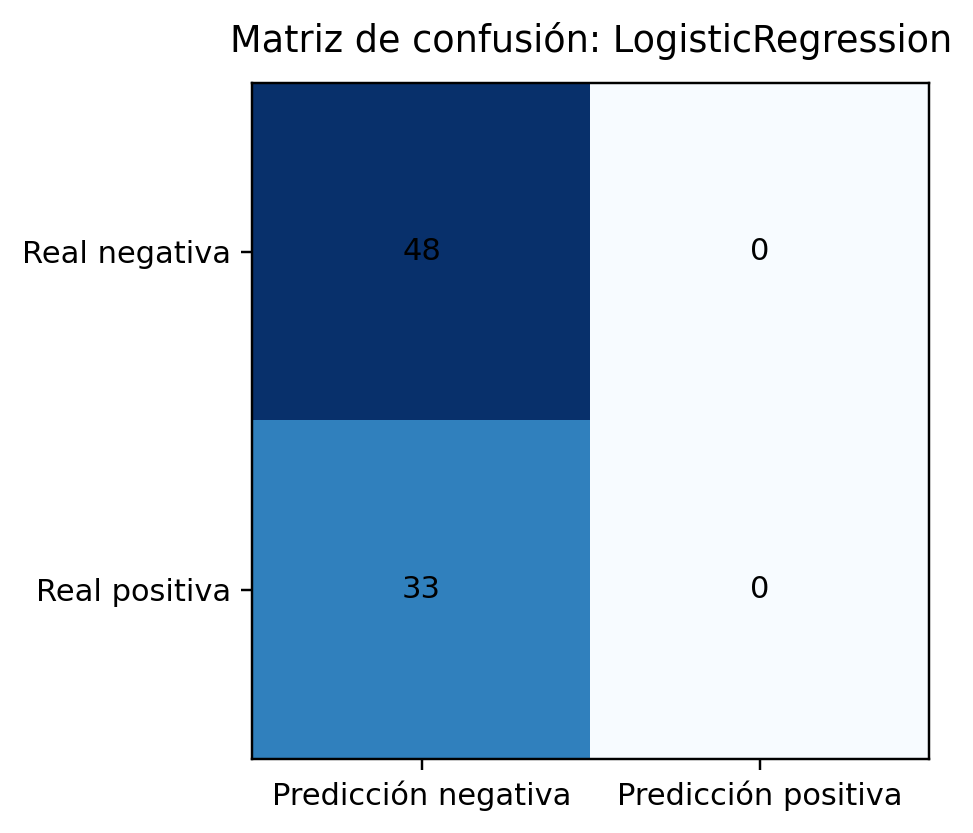 Matriz de confusión: LogisticRegression
Real negativa
48
0
Real positiva
33
0
Predicción negativa
Predicción positiva